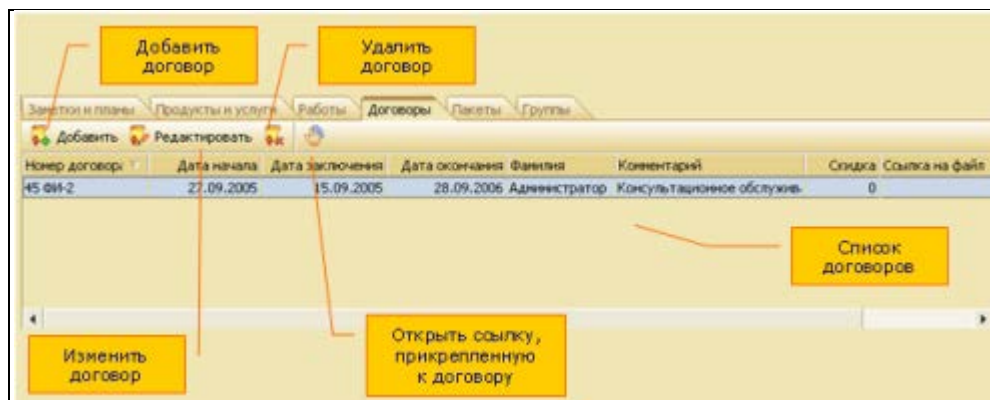 Добавить
договор
Удалить
договор
Заметки и планы Продукты и услуги Работы Договоры Пакеты Группы
Добавить Редактировать
Номер договора Дата начала Дата заключения Дата окончания Фамилия Комментарий Скидка Ссылка на файл
45 ФИ-2 27.09.2005 15.09.2005 28.09.2006 Администратор Консультационное обслужив 0
Список
договоров
Изменить
договор
Открыть ссылку,
прикрепленную
к договору